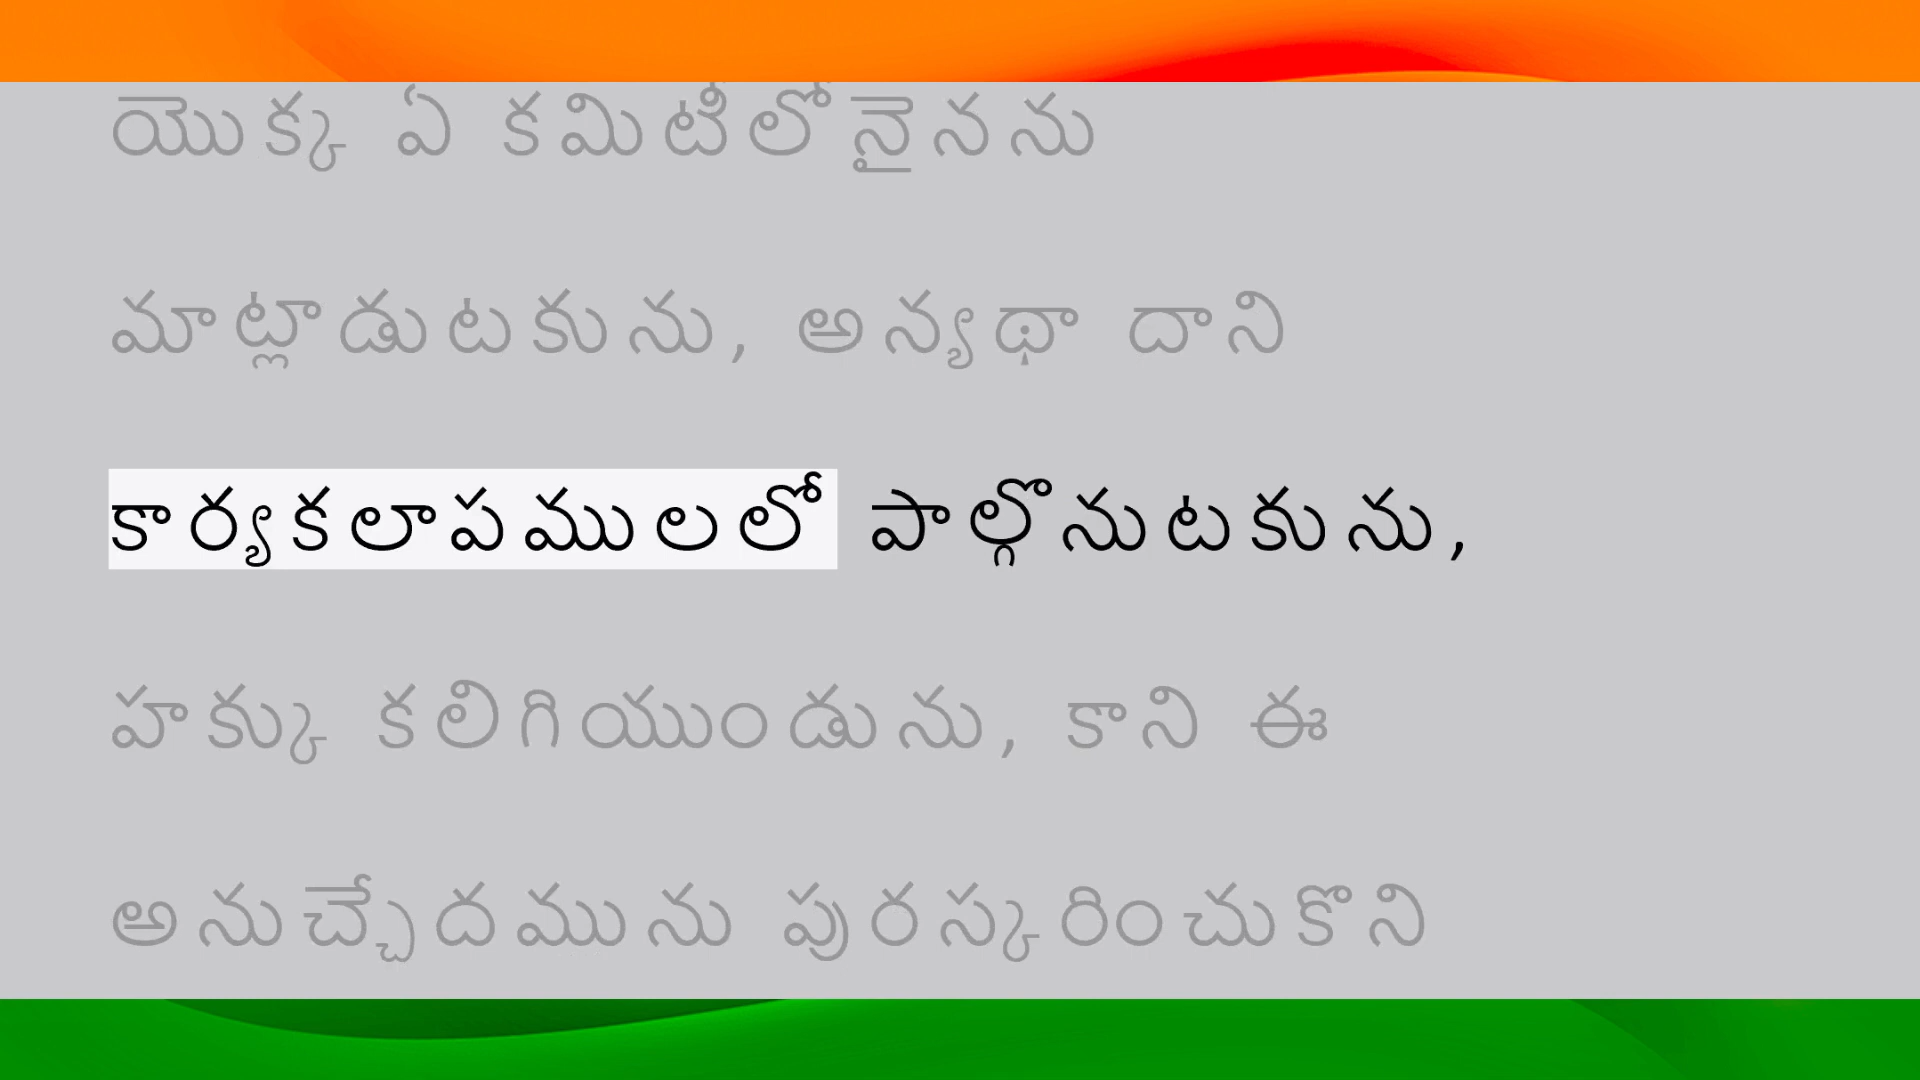 యొక్క ఏ కమిటీలోనైనను
మాట్లాడుటకును, అన్యథా దాని
కార్యకలాపములలో పాల్గొనుటకును,
హక్కు కలిగియుండును, కాని ఈ
అనుచ్ఛేదమును పురస్కరించుకొని